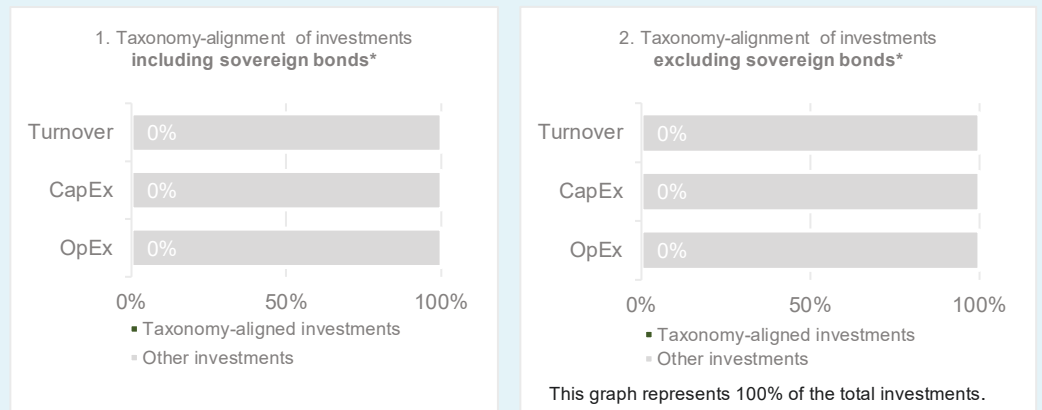 1. Taxonomy-alignment of investments
including sovereign bonds*
Turnover 0%
CapEx 0%
OpEx 0%
0% 50% 100%
Taxonomy-aligned investments
Other investments
2. Taxonomy-alignment of investments
excluding sovereign bonds*
Turnover 0%
CapEx 0%
OpEx 0%
0% 50% 100%
Taxonomy-aligned investments
Other investments
This graph represents 100% of the total investments.